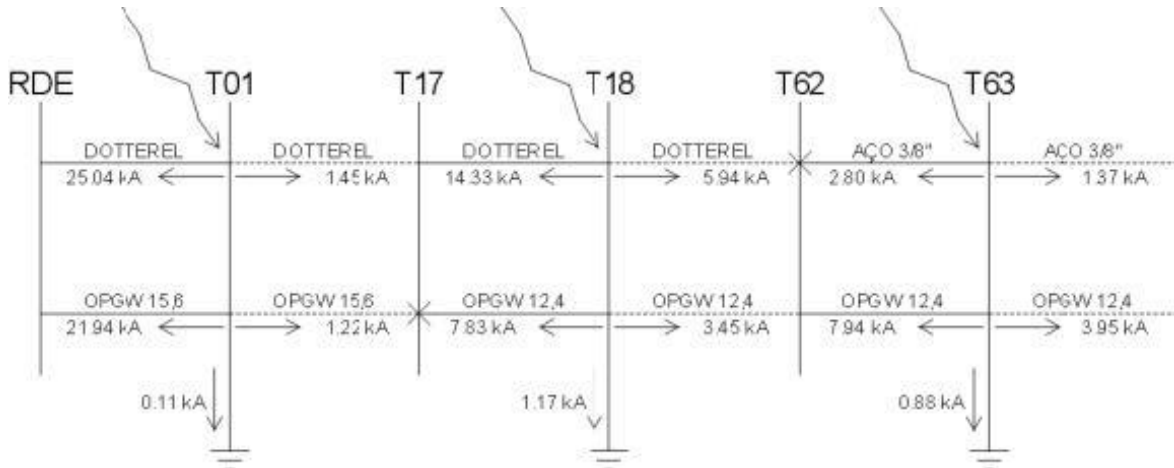 RDE T01 T17 T18 T62 T63
DOTTEREL DOTTEREL DOTTEREL DOTTEREL AÇO 3/8" AÇO 3/8"
25.04 kA 1.45 kA 14.33 kA 5.94 kA 2.80 kA 1.37 kA
OPGW 15,6 OPGW 15,6 OPGW 12,4 OPGW 12,4 OPGW 12,4 OPGW 12,4
21.94 kA 1.22 kA 7.83 kA 3.45 kA 7.94 kA 3.95 kA
0.11 kA 1.17 kA 0.88 kA